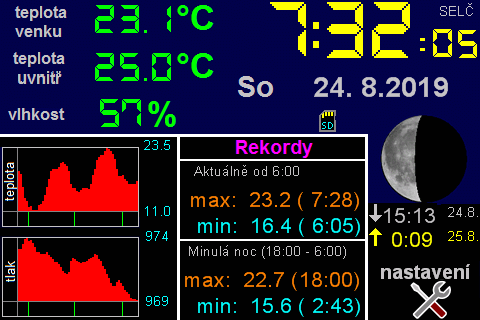 teplota venku 23.1°C
teplota uvnitř 25.0°C
vlhkost 57%
7:32:05 SELČ
So 24. 8.2019
SD
teplota
23.5
11.0
tlak
974
969
Rekordy
Aktuálně od 6:00
max: 23.2 ( 7:28)
min: 16.4 ( 6:05)
Minulá noc (18:00 - 6:00)
max: 22.7 (18:00)
min: 15.6 ( 2:43)
15:13 24.8.
0:09 25.8.
nastavení